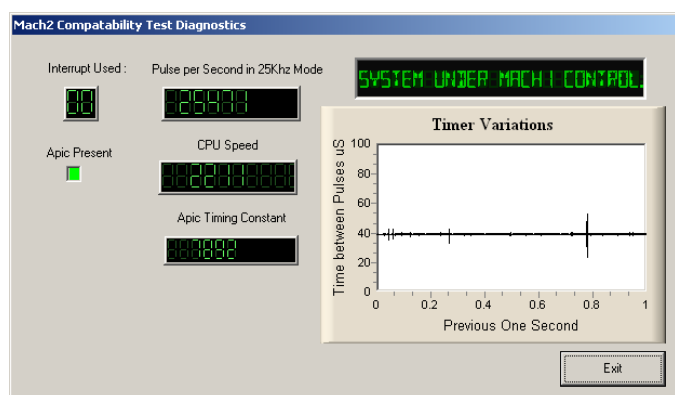 Mach2 Compatability Test Diagnostics
Interrupt Used :
Pulse per Second in 25Khz Mode
25471
SYSTEM UNDER MACH1 CONTROL.
Apic Present
CPU Speed
2211
Apic Timing Constant
Timer Variations
Time between Pulses uS
100
80
60
40
20
0
0 0.2 0.4 0.6 0.8 1
Previous One Second
Exit